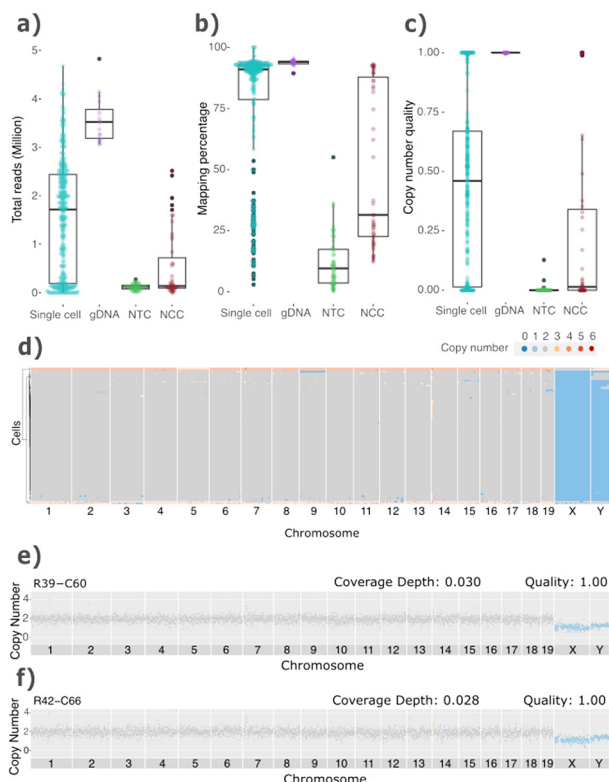 a)
b)
c)
Total reads (Million)
5
4
3
2
1
0
Single cell gDNA NTC NCC
Mapping percentage
100
75
50
25
0
Single cell gDNA NTC NCC
Copy number quality
1.00
0.75
0.50
0.25
0.00
Single cell gDNA NTC NCC
0 1 2 3 4 5 6
Copy number
d)
Cells
1 2 3 4 5 6 7 8 9 10 11 12 13 14 15 16 17 18 19 X Y
Chromosome
e)
R39–C60 Coverage Depth: 0.030 Quality: 1.00
Copy Number
4
2
0
1 2 3 4 5 6 7 8 9 10 11 12 13 14 15 16 17 18 19 X Y
Chromosome
f)
R42–C66 Coverage Depth: 0.028 Quality: 1.00
Copy Number
4
2
0
1 2 3 4 5 6 7 8 9 10 11 12 13 14 15 16 17 18 19 X Y
Chromosome